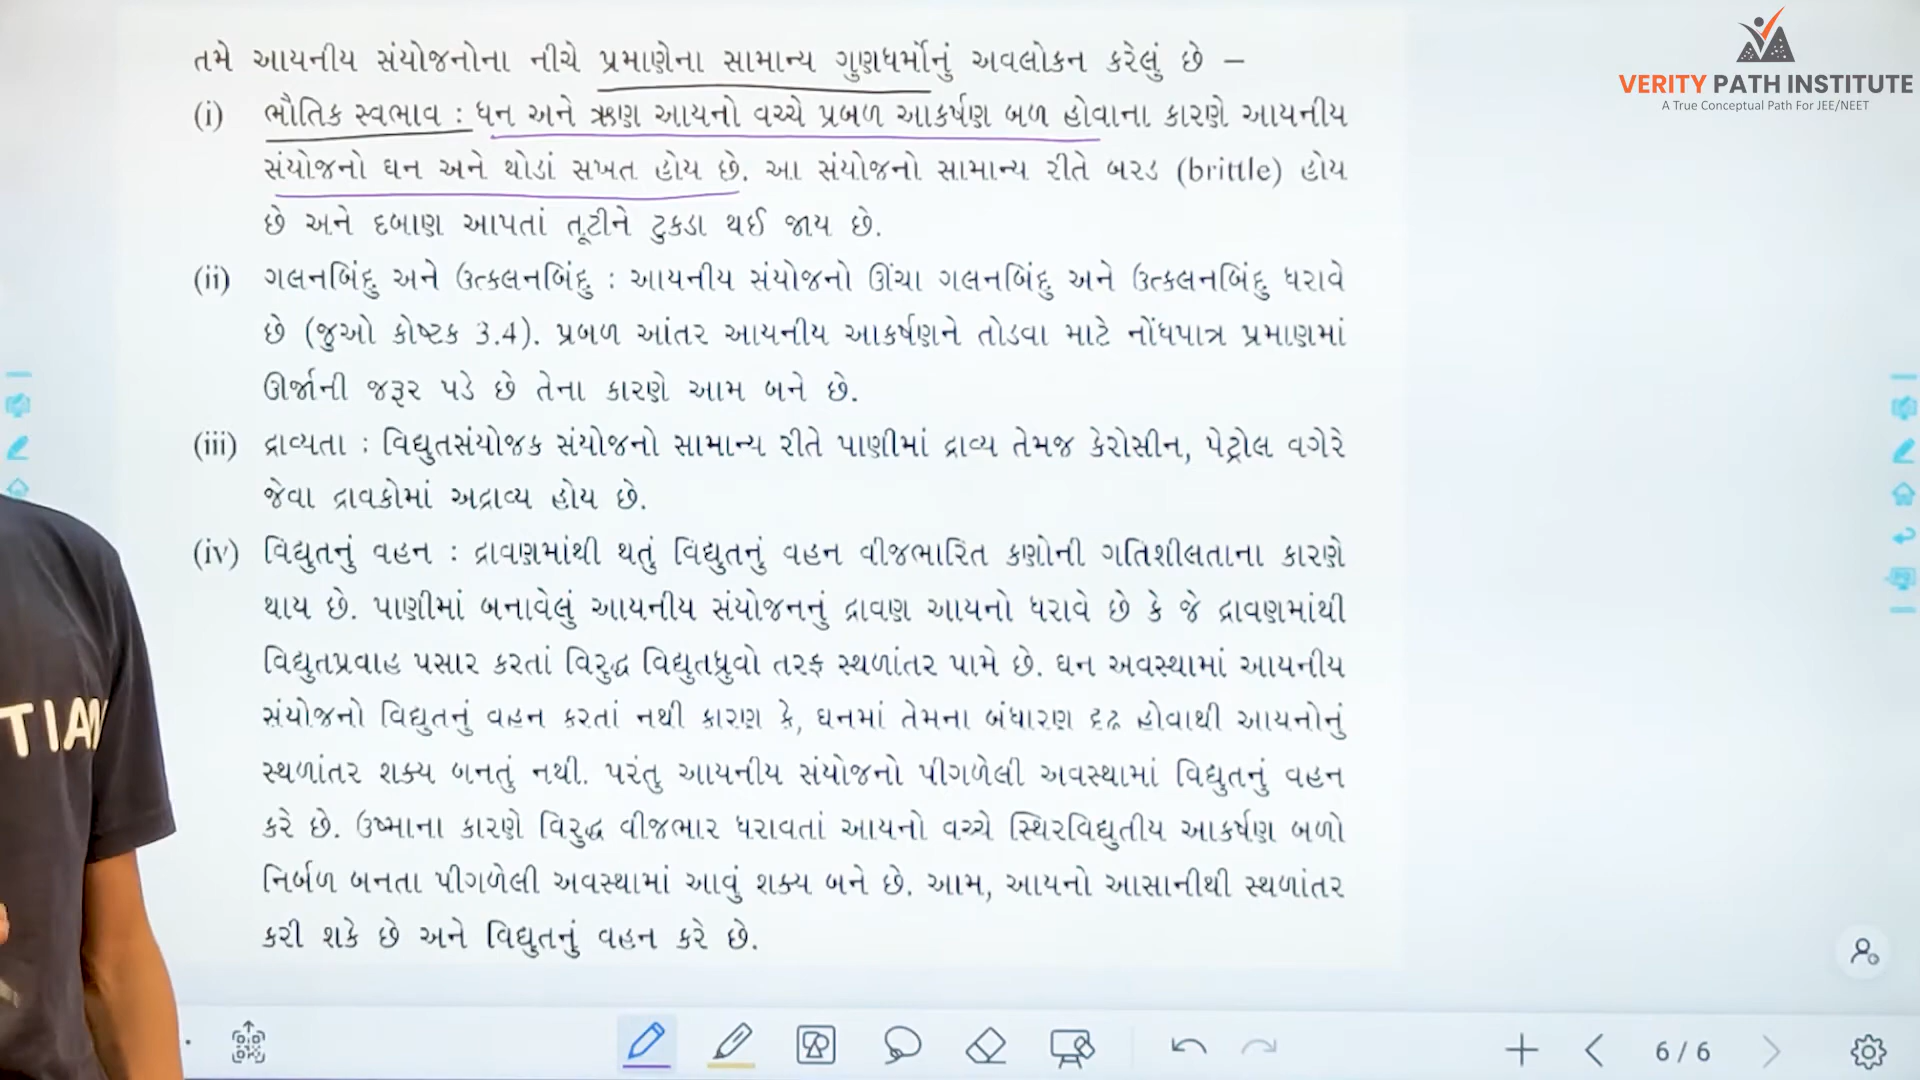 તમે આયનીય સંયોજનોના નીચે પ્રમાણેના સામાન્ય ગુણધર્મોનું અવલોકન કરેલું છે –
(i) ભૌતિક સ્વભાવ : ધન અને ઋણ આયનો વચ્ચે પ્રબળ આકર્ષણ બળ હોવાના કારણે આયનીય
સંયોજનો ઘન અને થોડાં સખત હોય છે. આ સંયોજનો સામાન્ય રીતે બરડ (brittle) હોય
છે અને દબાણ આપતાં તૂટીને ટુકડા થઈ જાય છે.
(ii) ગલનબિંદુ અને ઉત્કલનબિંદુ : આયનીય સંયોજનો ઊંચા ગલનબિંદુ અને ઉત્કલનબિંદુ ધરાવે
છે (જુઓ કોષ્ટક 3.4). પ્રબળ આંતર આયનીય આકર્ષણને તોડવા માટે નોંધપાત્ર પ્રમાણમાં
ઊર્જાની જરૂર પડે છે તેના કારણે આમ બને છે.
(iii) દ્રાવ્યતા : વિદ્યુતસંયોજક સંયોજનો સામાન્ય રીતે પાણીમાં દ્રાવ્ય તેમજ કેરોસીન, પેટ્રોલ વગેરે
જેવા દ્રાવકોમાં અદ્રાવ્ય હોય છે.
(iv) વિદ્યુતનું વહન : દ્રાવણમાંથી થતું વિદ્યુતનું વહન વીજભારિત કણોની ગતિશીલતાના કારણે
થાય છે. પાણીમાં બનાવેલું આયનીય સંયોજનનું દ્રાવણ આયનો ધરાવે છે કે જે દ્રાવણમાંથી
વિદ્યુતપ્રવાહ પસાર કરતાં વિરુદ્ધ વિદ્યુતધ્રુવો તરફ સ્થળાંતર પામે છે. ઘન અવસ્થામાં આયનીય
સંયોજનો વિદ્યુતનું વહન કરતાં નથી કારણ કે, ઘનમાં તેમના બંધારણ દૃઢ હોવાથી આયનોનું
સ્થળાંતર શક્ય બનતું નથી. પરંતુ આયનીય સંયોજનો પીગળેલી અવસ્થામાં વિદ્યુતનું વહન
કરે છે. ઉષ્માના કારણે વિરુદ્ધ વીજભાર ધરાવતાં આયનો વચ્ચે સ્થિરવિદ્યુતીય આકર્ષણ બળો
નિર્બળ બનતા પીગળેલી અવસ્થામાં આવું શક્ય બને છે. આમ, આયનો આસાનીથી સ્થળાંતર
કરી શકે છે અને વિદ્યુતનું વહન કરે છે.
VERITY PATH INSTITUTE
A True Conceptual Path For JEE/NEET
TIAN
6 / 6